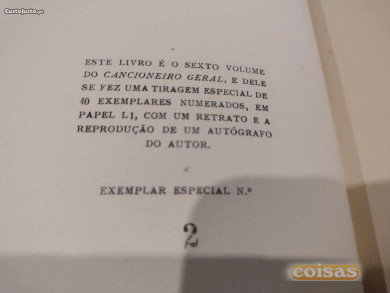 CustoJusto.pt
ESTE LIVRO É O SEXTO VOLUME
DO CANCIONEIRO GERAL, E DELE
SE FEZ UMA TIRAGEM ESPECIAL DE
40 EXEMPLARES NUMERADOS, EM
PAPEL L1, COM UM RETRATO E A
REPRODUÇÃO DE UM AUTÓGRAFO
DO AUTOR.
EXEMPLAR ESPECIAL N.º
2
coisas